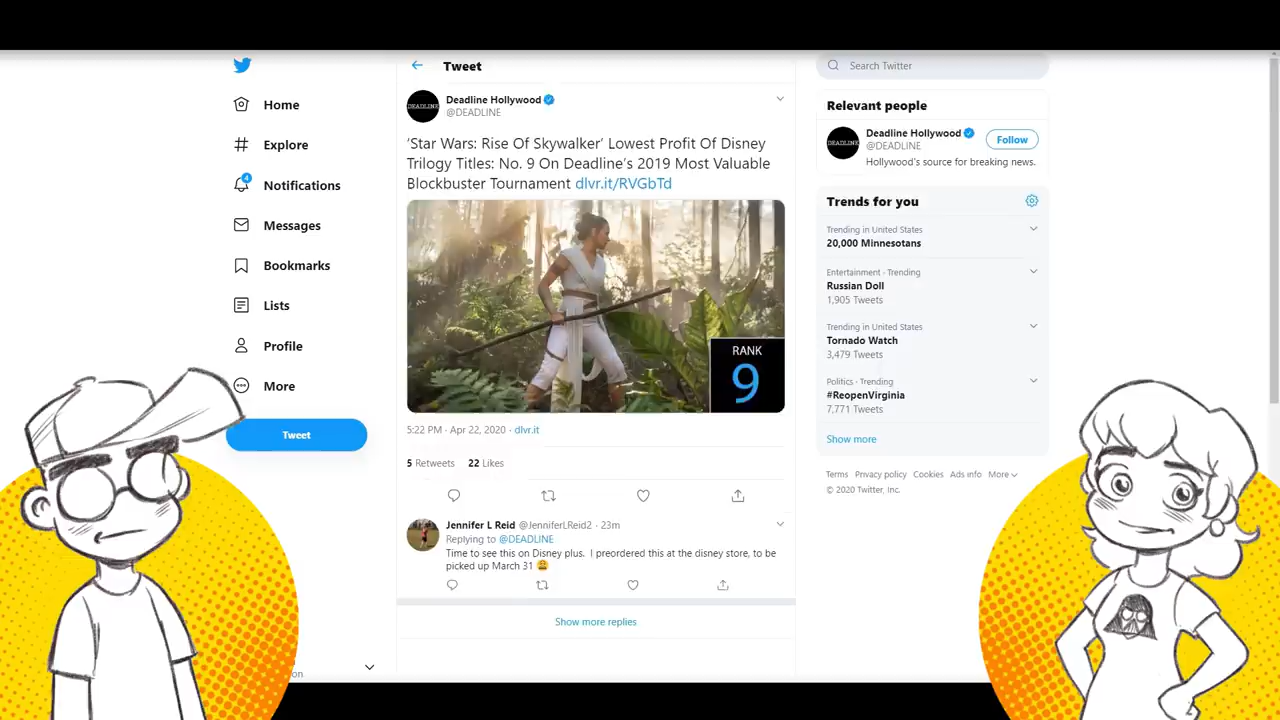 Home
Explore
4
Notifications
Messages
Bookmarks
Lists
Profile
More
Tweet
on
Tweet
DEADLINE
Deadline Hollywood
@DEADLINE
‘Star Wars: Rise Of Skywalker’ Lowest Profit Of Disney
Trilogy Titles: No. 9 On Deadline’s 2019 Most Valuable
Blockbuster Tournament dlvr.it/RVGbTd
RANK
9
5:22 PM · Apr 22, 2020 · dlvr.it
5 Retweets 22 Likes
Jennifer L Reid @JenniferLReid2 · 23m
Replying to @DEADLINE
Time to see this on Disney plus. I preordered this at the disney store, to be
picked up March 31 
Show more replies
Search Twitter
Relevant people
DEADLINE
Deadline Hollywood
@DEADLINE
Follow
Hollywood's source for breaking news.
Trends for you
Trending in United States
20,000 Minnesotans
Entertainment · Trending
Russian Doll
1,905 Tweets
Trending in United States
Tornado Watch
3,479 Tweets
Politics · Trending
#ReopenVirginia
7,771 Tweets
Show more
Terms Privacy policy Cookies Ads info More
© 2020 Twitter, Inc.